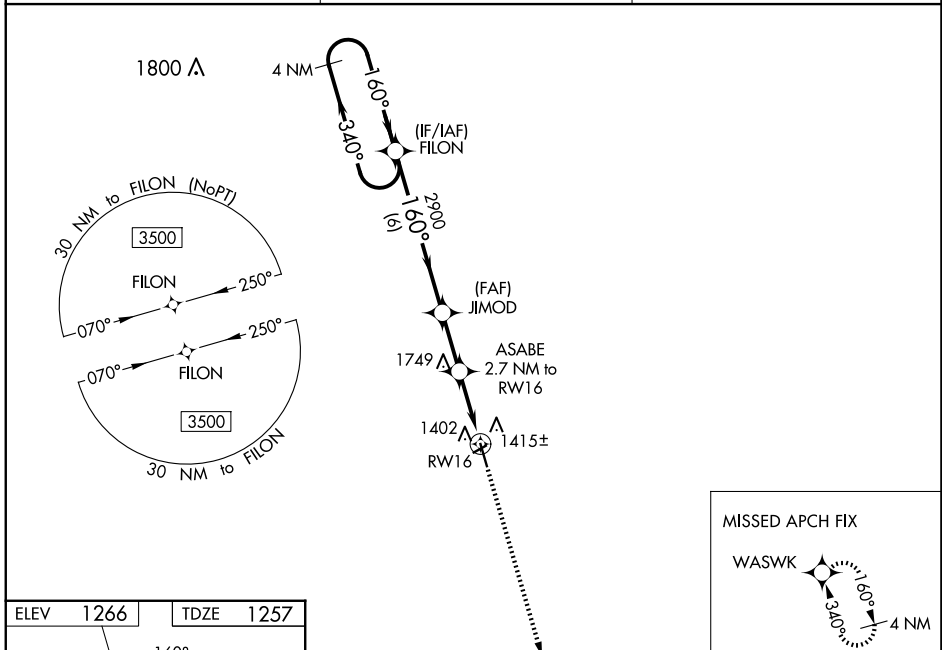 1800
4 NM
160°
340°
(IF/IAF)
FILON
2900
160°
(6)
30 NM to FILON (NoPT)
3500
FILON
250°
070°
(FAF)
JIMOD
250°
070°
FILON
3500
30 NM to FILON
1749
ASABE
2.7 NM to
RW16
1402
1415±
RW16
MISSED APCH FIX
WASWK
160°
340°
4 NM
ELEV 1266
TDZE 1257